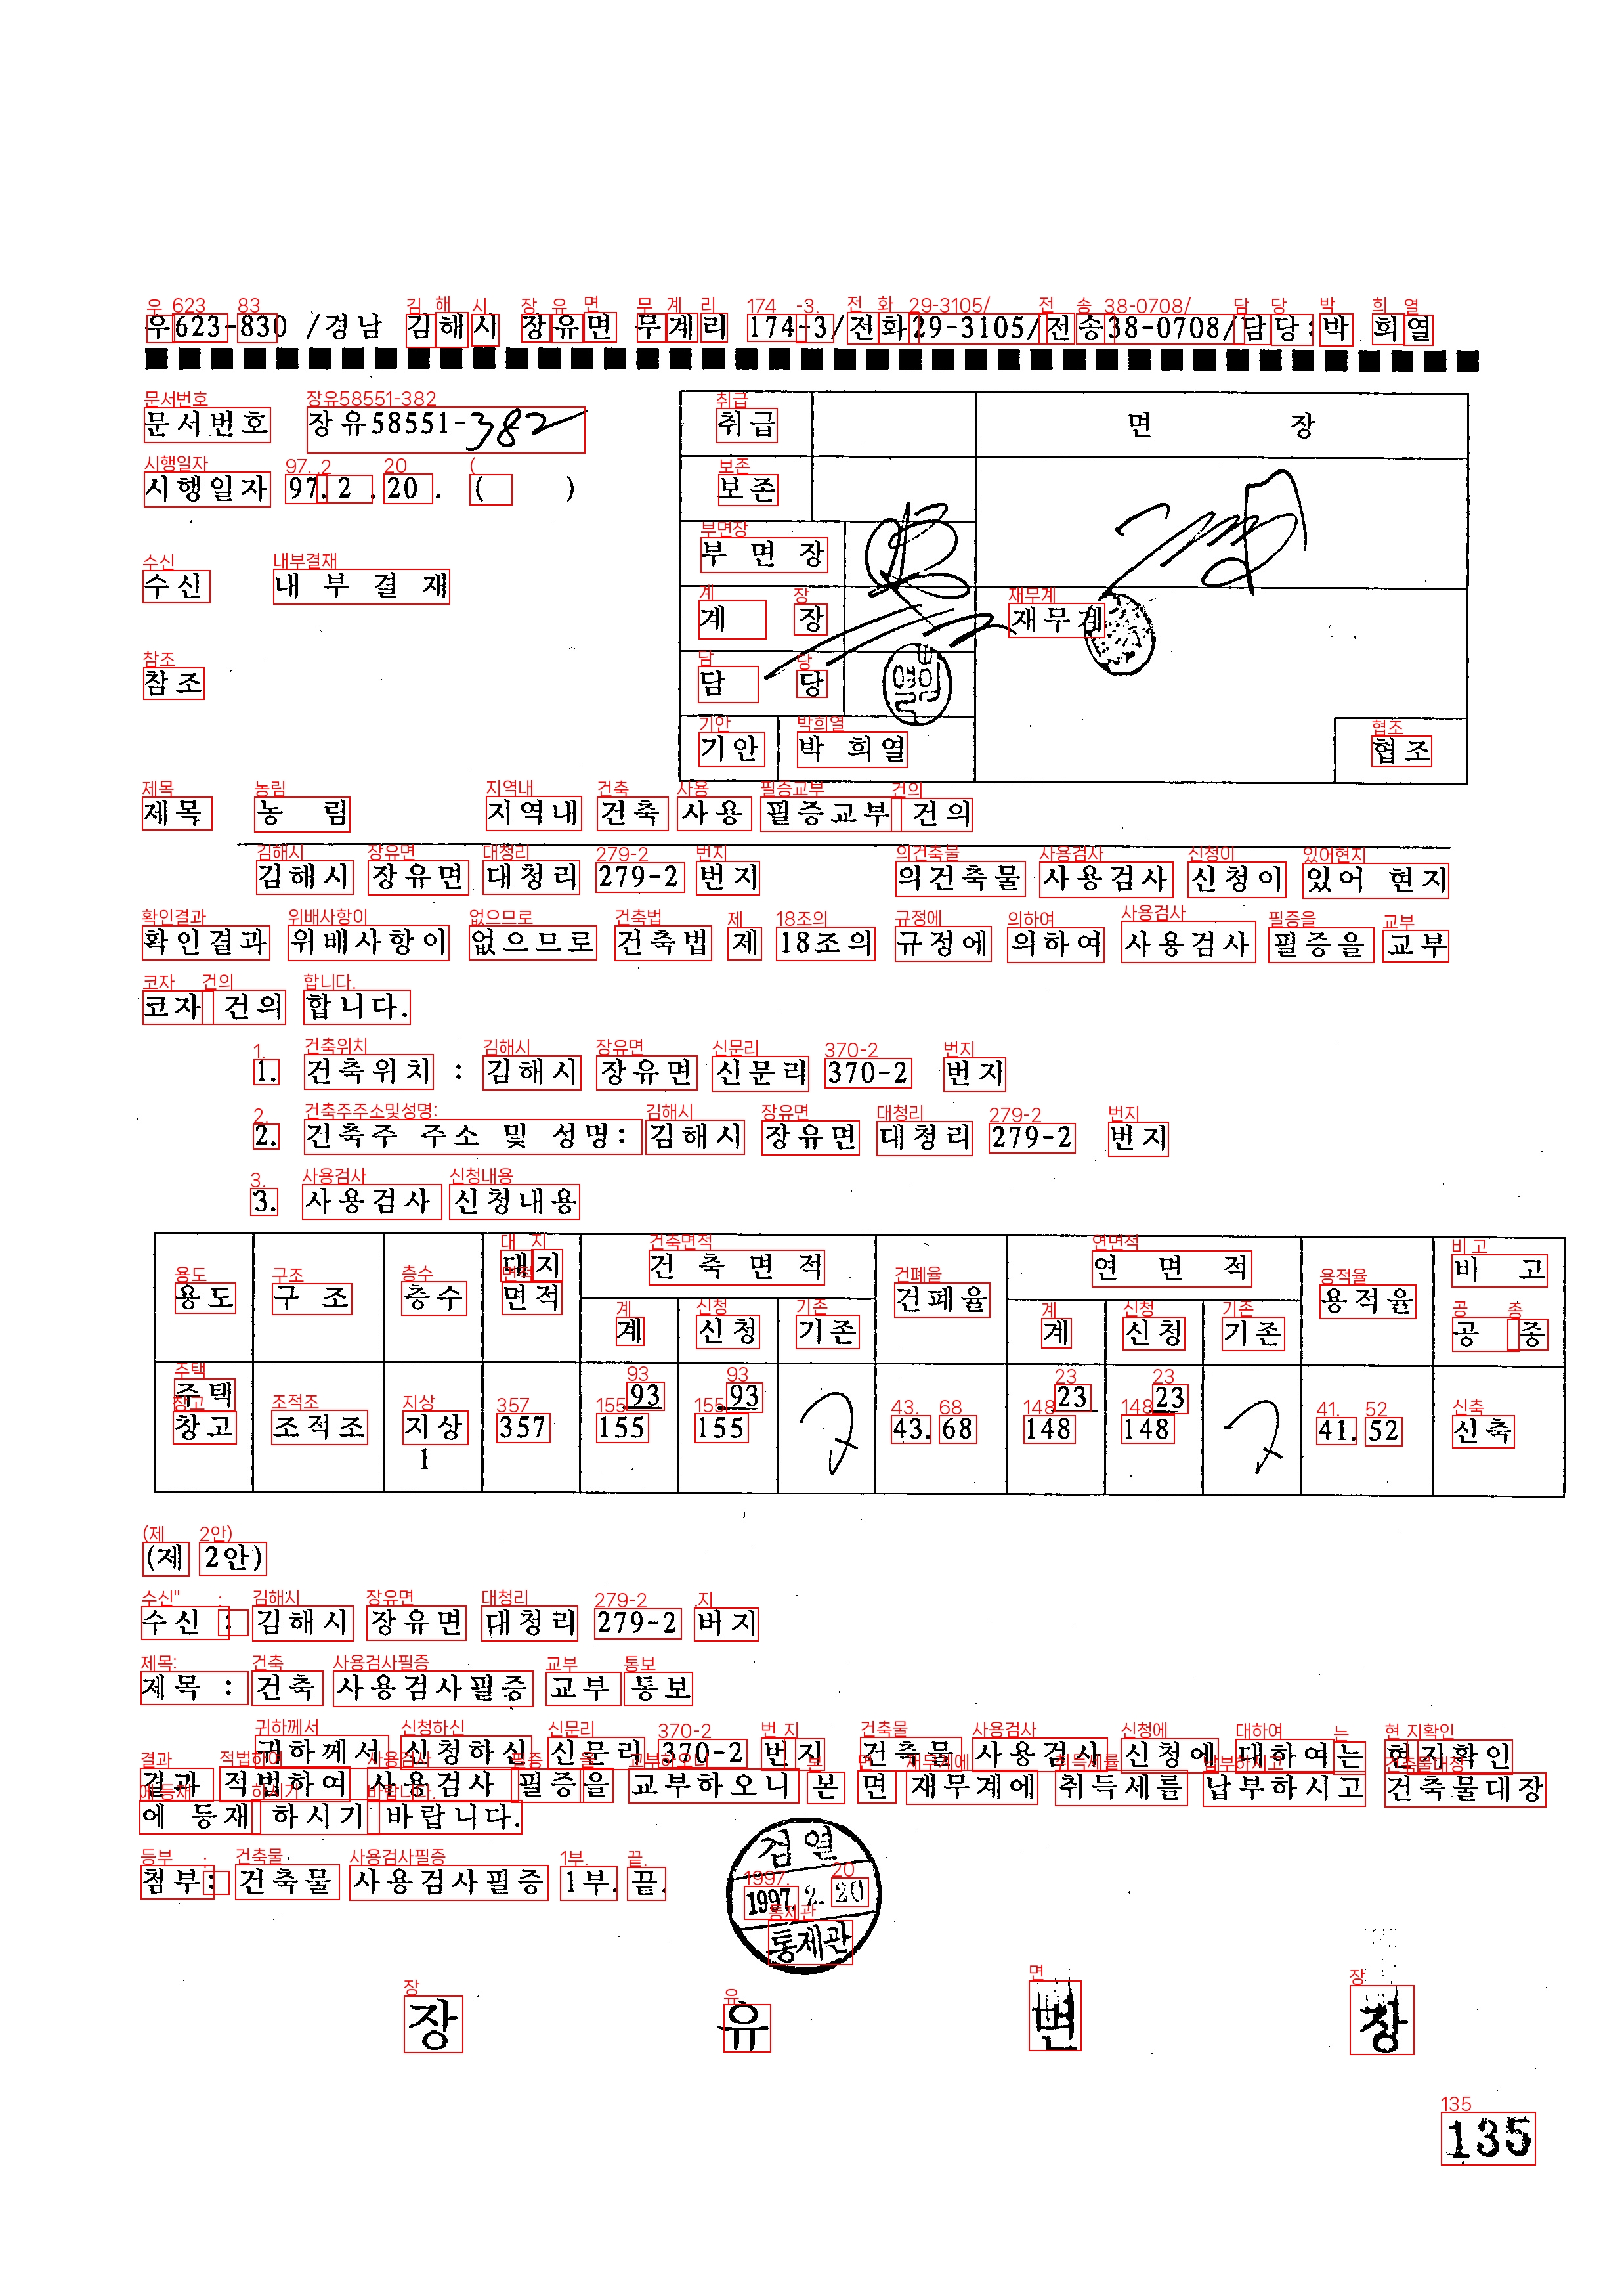 우623-830 /경남 김해시 장유면 무계리 174-3/전화29-3105/전송38-0708/담당:박 희열
문서번호 장유58551-382
시행일자 97. 2. 20. ( )
수신 내 부 결 재
참조
취급 면 장
보존
부 면 장
계 장 재무계
담 당
기안 박 희열 협조
제목 농 림 지역내 건축 사용 필증교부 건의
김해시 장유면 대청리 279-2 번지 의건축물 사용검사 신청이 있어 현지
확인결과 위배사항이 없으므로 건축법 제 18조의 규정에 의하여 사용검사 필증을 교부
코자 건의 합니다.
1. 건축위치 : 김해시 장유면 신문리 370-2 번지
2. 건축주 주소 및 성명: 김해시 장유면 대청리 279-2 번지
3. 사용검사 신청내용
용도 구 조 층수 대지 면적 건 축 면 적 건폐율 연 면 적 용적율 비 고
계 신청 기존 계 신청 기존 공 종
주택 93 93 23 23
창고 조적조 지상 357 155 155 43. 68 148 148 41. 52 신축
1
(제 2안)
수신 : 김해시 장유면 대청리 279-2 버지
제목 : 건축 사용검사필증 교부 통보
귀하께서 신청하신 신문리 370-2 번지 건축물 사용검사 신청에 대하여는 현지확인
결과 적법하여 사용검사 필증을 교부하오니 본 면 재무계에 취득세를 납부하시고 건축물대장
에 등재 하시기 바랍니다.
첨부: 건축물 사용검사필증 1부. 끝.
검열
1997. 2. 20
통제관
장 유 면 장
135